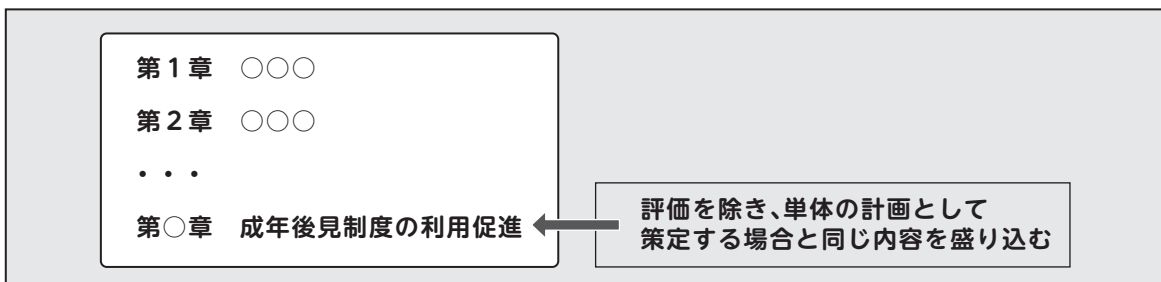 第1章 ○○○
第2章 ○○○
・・・
第○章 成年後見制度の利用促進
評価を除き、単体の計画として
策定する場合と同じ内容を盛り込む